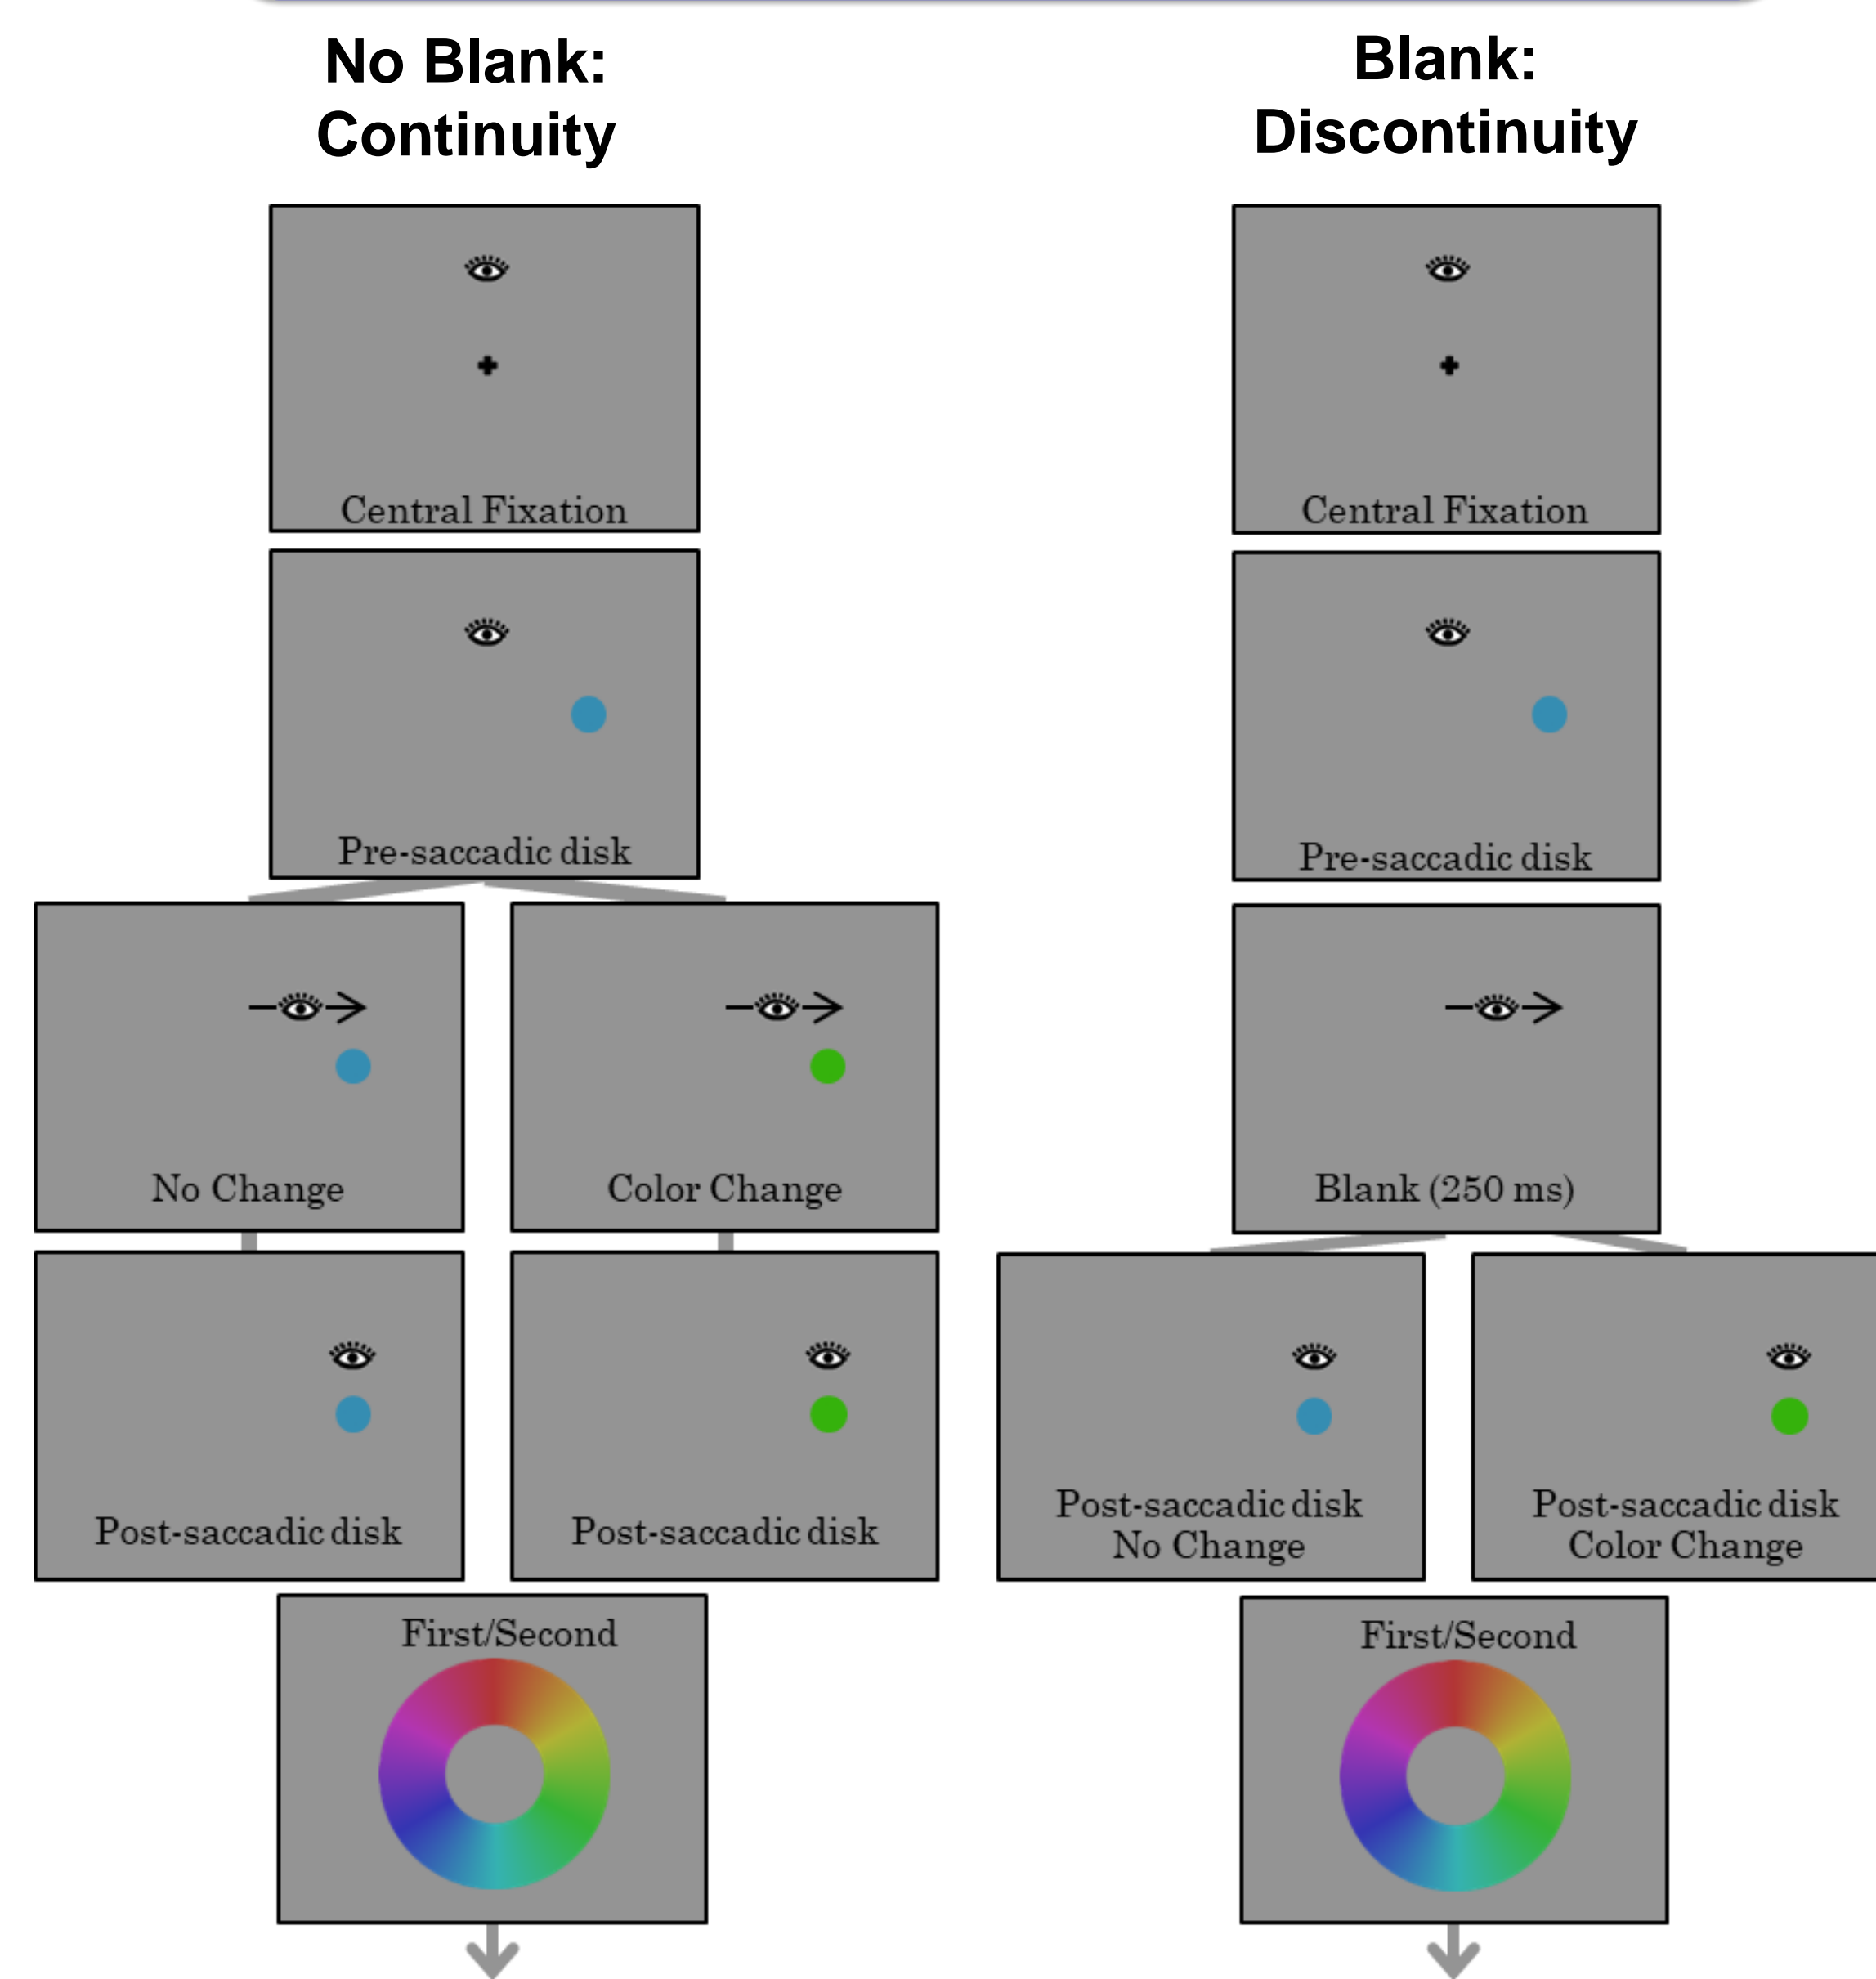 No Blank:
Continuity
Central Fixation
Pre-saccadic disk
No Change
Color Change
Post-saccadic disk
Post-saccadic disk
First/Second
Blank:
Discontinuity
Central Fixation
Pre-saccadic disk
Blank (250 ms)
Post-saccadic disk
No Change
Post-saccadic disk
Color Change
First/Second